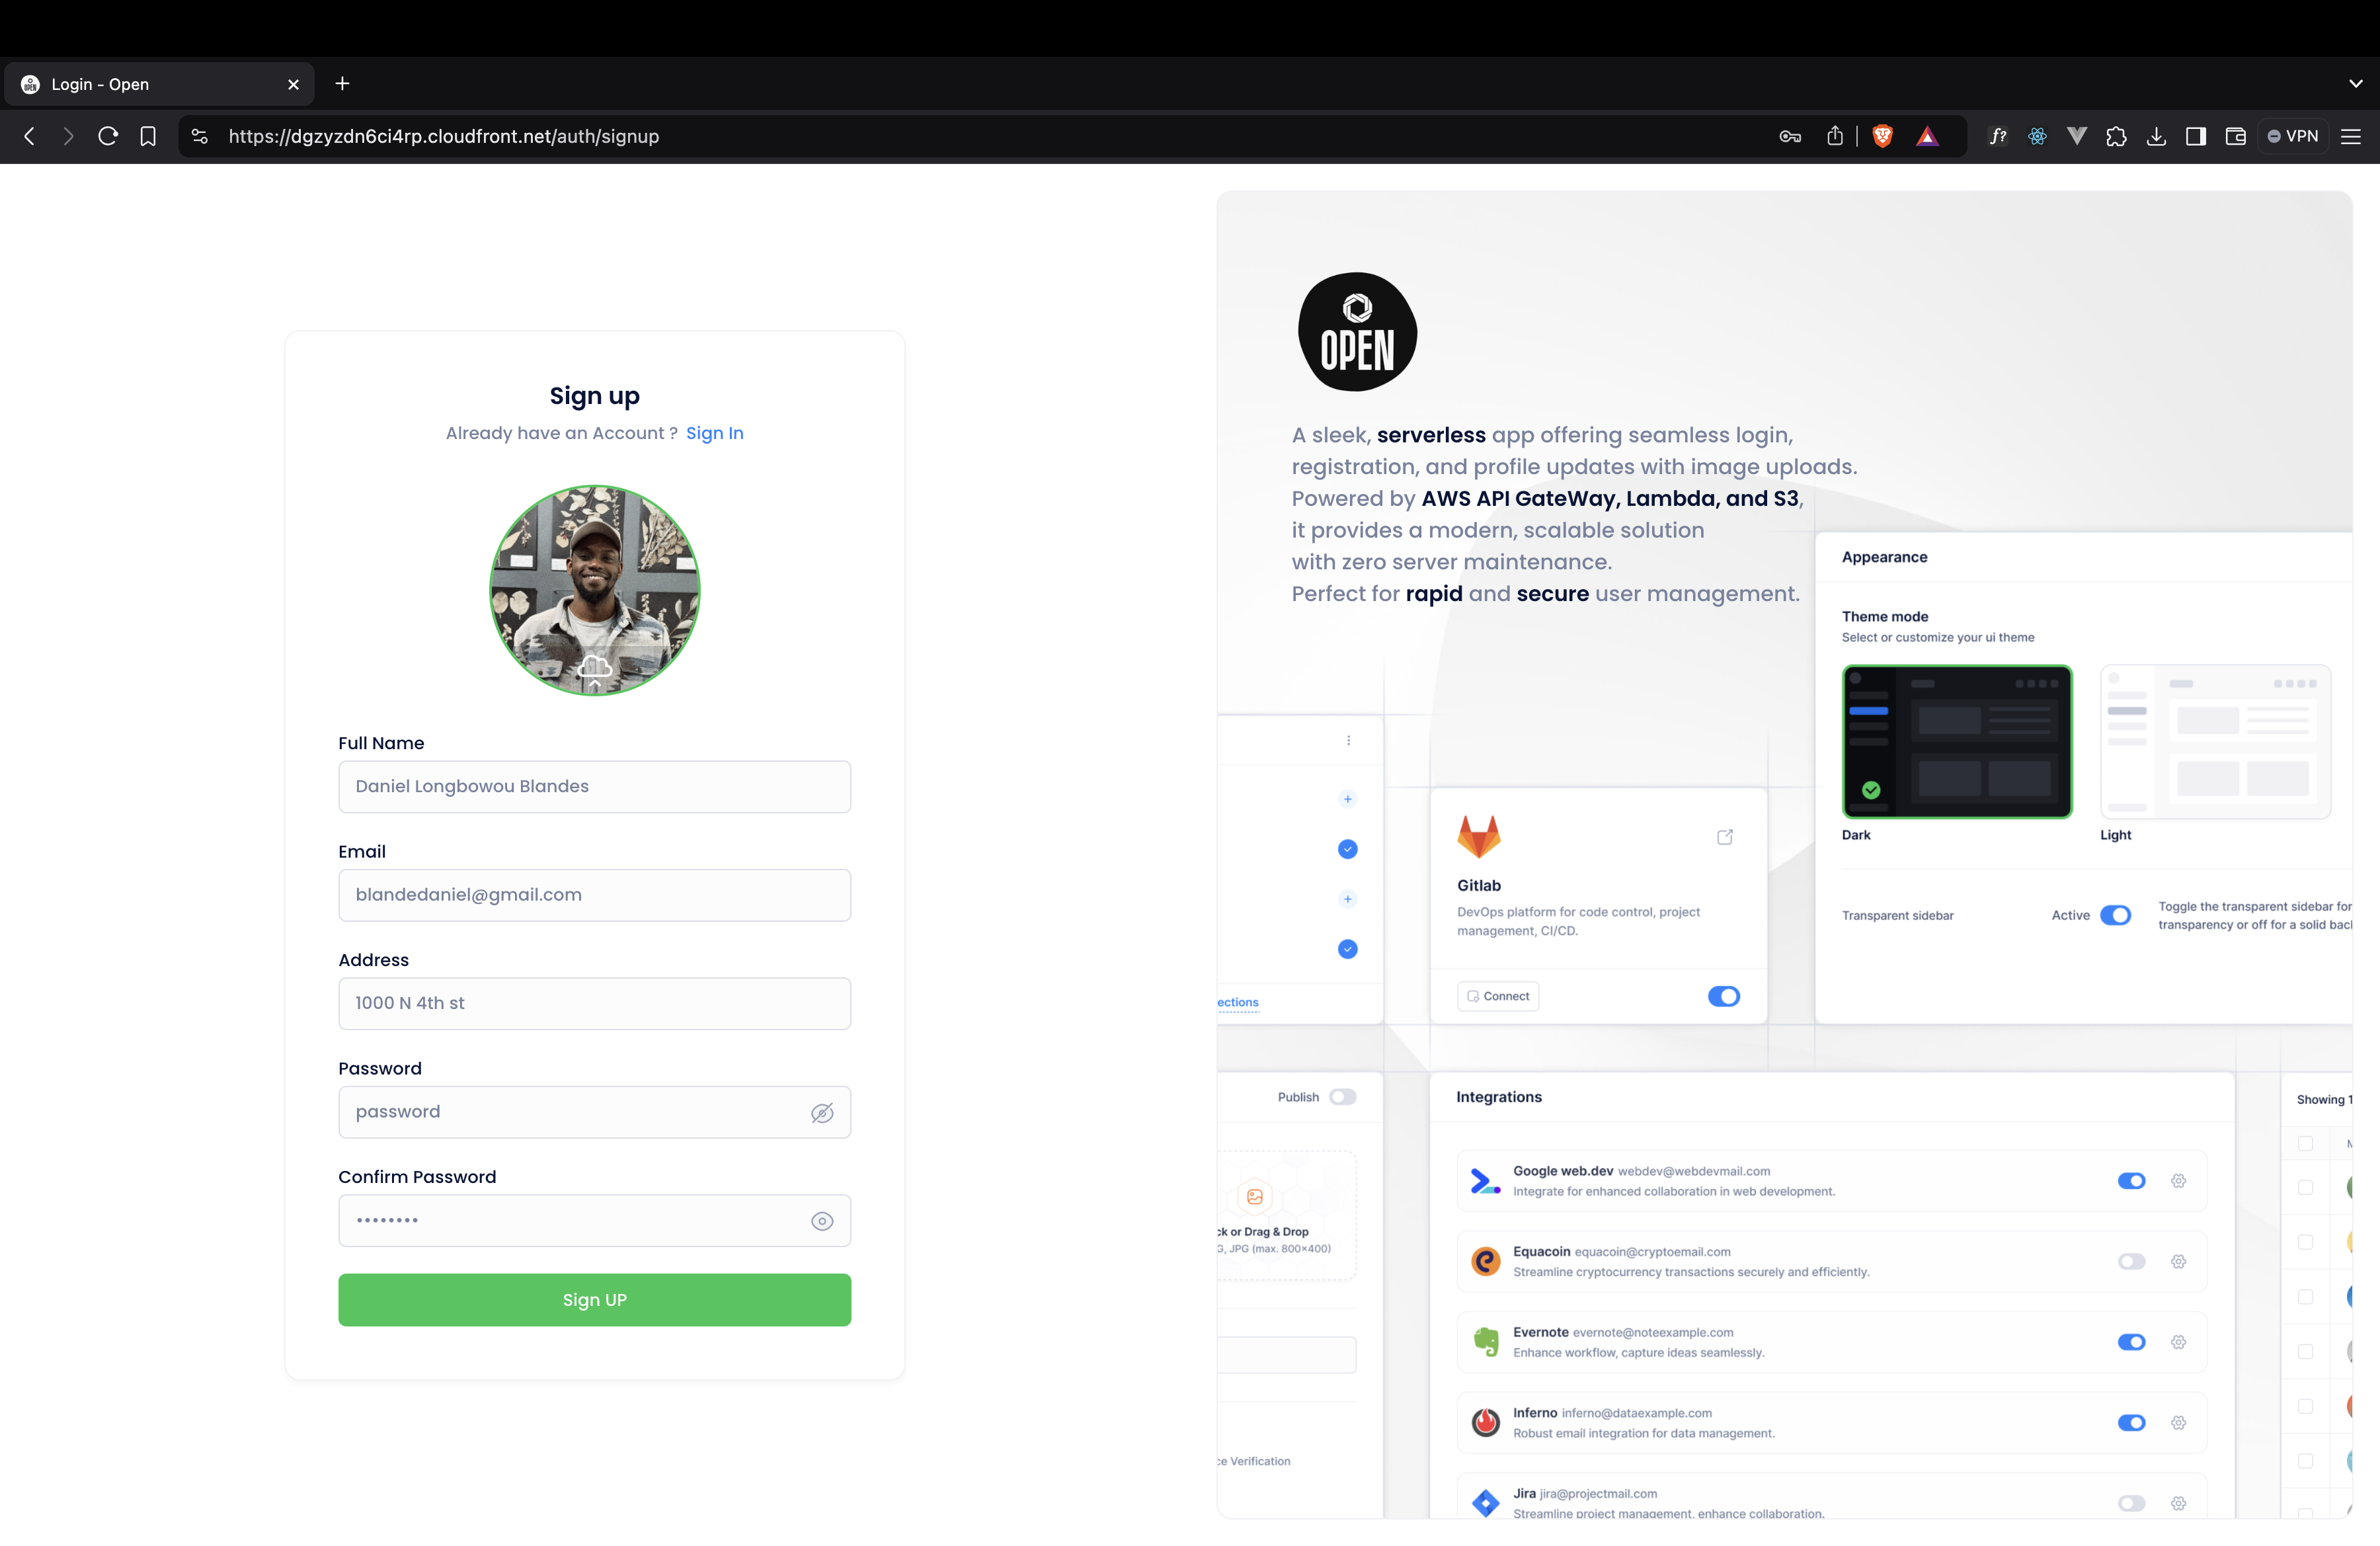 Login - Open
https://dgzyzdn6ci4rp.cloudfront.net/auth/signup
f?
VPN
Sign up
Already have an Account ? Sign In
Full Name
Daniel Longbowou Blandes
Email
blandedaniel@gmail.com
Address
1000 N 4th st
Password
password
Confirm Password
••••••••
Sign UP
OPEN
A sleek, serverless app offering seamless login,
registration, and profile updates with image uploads.
Powered by AWS API GateWay, Lambda, and S3,
it provides a modern, scalable solution
with zero server maintenance.
Perfect for rapid and secure user management.
Appearance
Theme mode
Select or customize your ui theme
Dark
Light
Transparent sidebar
Active
Toggle the transparent sidebar for
transparency or off for a solid bac
ections
Gitlab
DevOps platform for code control, project
management, CI/CD.
Connect
Publish
ck or Drag & Drop
G, JPG (max. 800×400)
ce Verification
Integrations
Google web.dev webdev@webdevmail.com
Integrate for enhanced collaboration in web development.
Equacoin equacoin@cryptoemail.com
Streamline cryptocurrency transactions securely and efficiently.
Evernote evernote@noteexample.com
Enhance workflow, capture ideas seamlessly.
Inferno inferno@dataexample.com
Robust email integration for data management.
Jira jira@projectmail.com
Streamline project management, enhance collaboration.
Showing 1